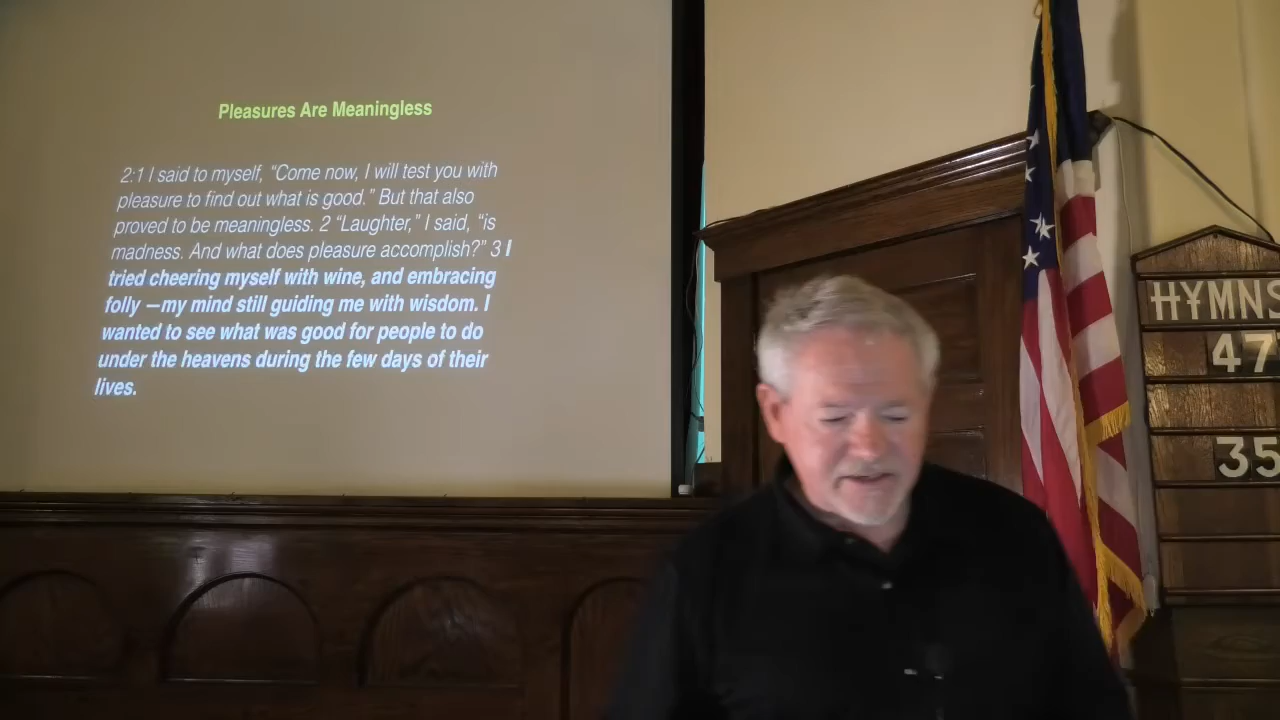 Pleasures Are Meaningless
2:1 I said to myself, “Come now, I will test you with
pleasure to find out what is good.” But that also
proved to be meaningless. 2 “Laughter,” I said, “is
madness. And what does pleasure accomplish?” 3 I
tried cheering myself with wine, and embracing
folly —my mind still guiding me with wisdom. I
wanted to see what was good for people to do
under the heavens during the few days of their
lives.
HYMNS
47
35